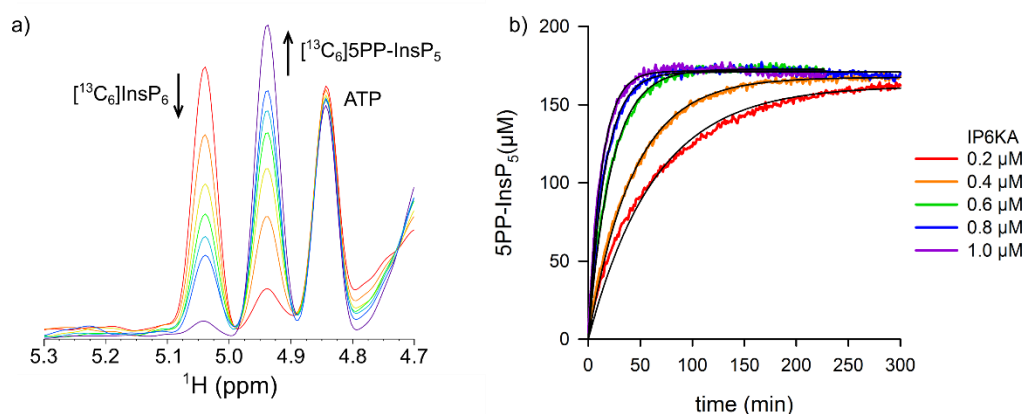 a)
[¹³C₆]InsP₆
[¹³C₆]5PP-InsP₅
ATP
5.3 5.2 5.1 5.0 4.9 4.8 4.7
¹H (ppm)
b)
5PP-InsP₅(µM)
200
150
100
50
0
0 50 100 150 200 250 300
time (min)
IP6KA
0.2 µM
0.4 µM
0.6 µM
0.8 µM
1.0 µM